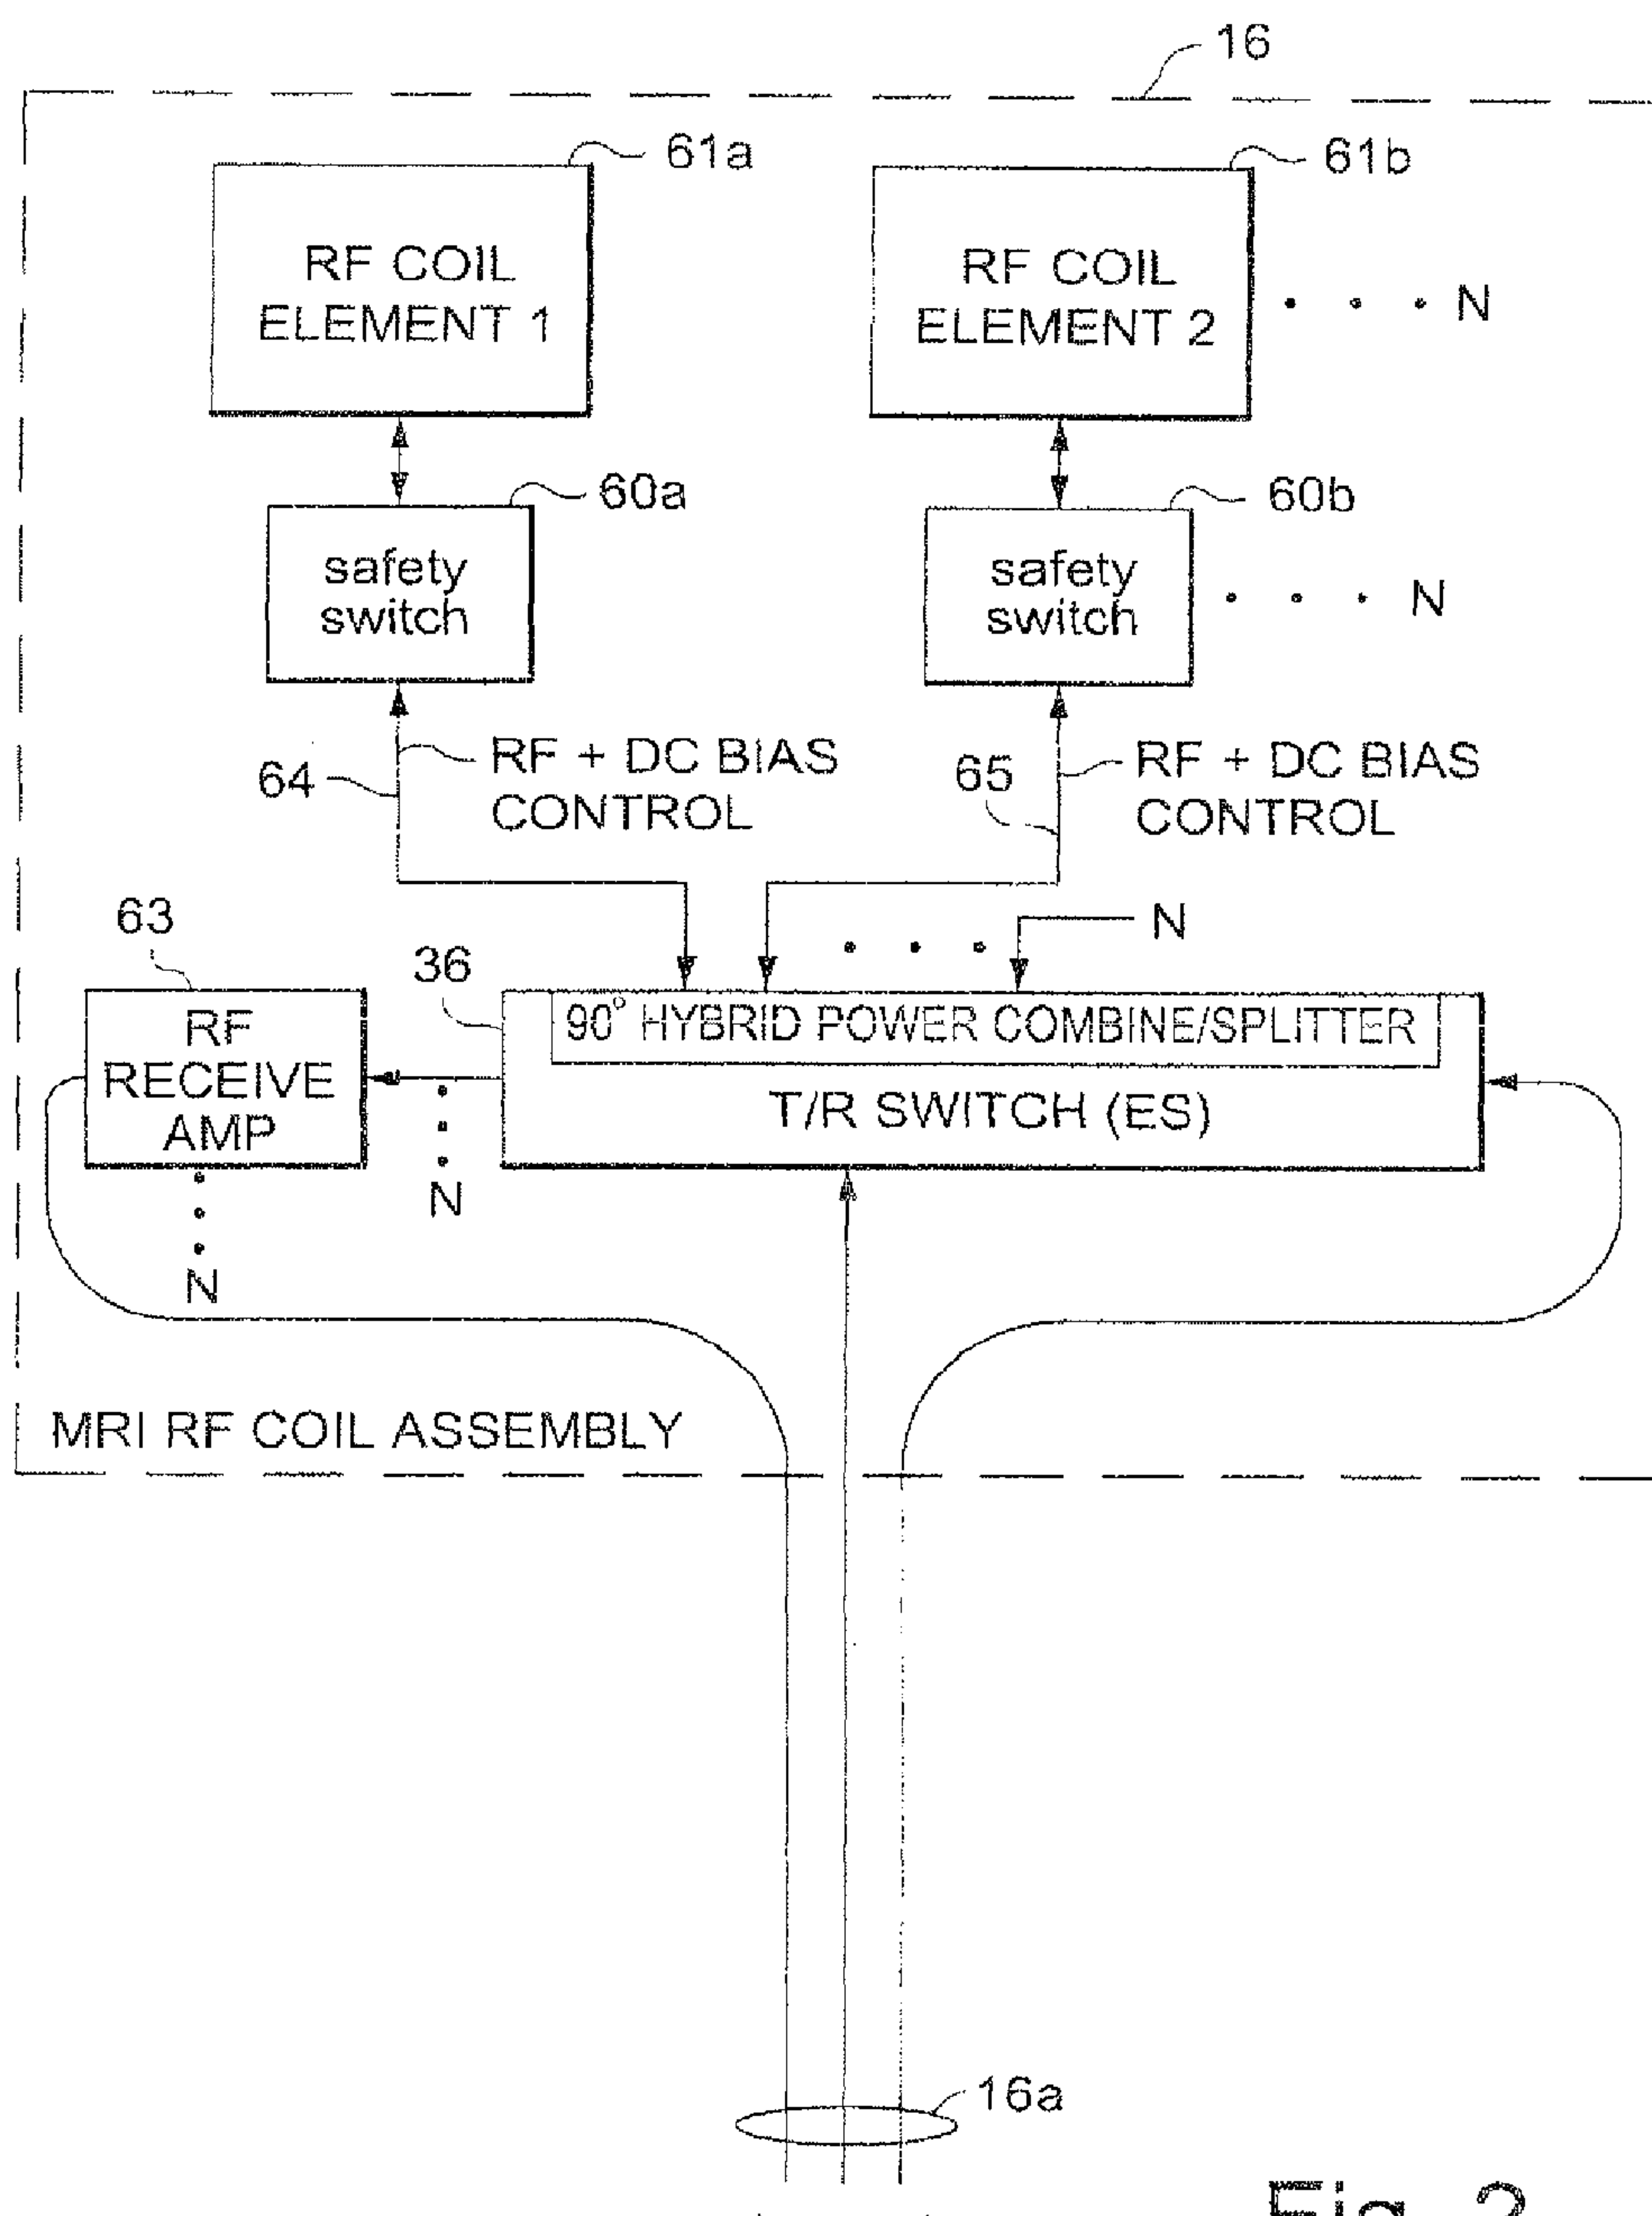 16
61a
61b
RF COIL
ELEMENT 1
RF COIL
ELEMENT 2
N
60a
60b
safety
switch
safety
switch
N
64
RF + DC BIAS
CONTROL
65
RF + DC BIAS
CONTROL
63
36
N
RF
RECEIVE
AMP
90° HYBRID POWER COMBINE/SPLITTER
T/R SWITCH (ES)
N
N
MRI RF COIL ASSEMBLY
16a